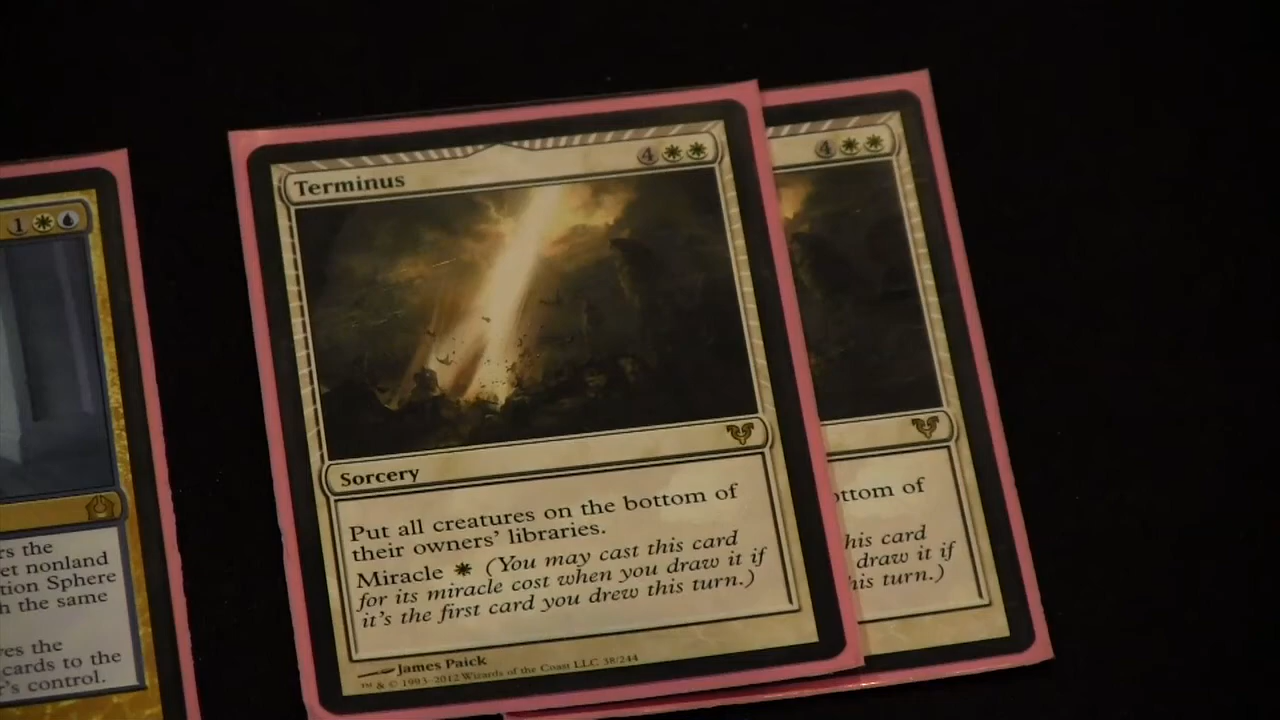 1
rs the
et nonland
tion Sphere
h the same
res the
cards to the
r's control.
Terminus
4
Sorcery
Put all creatures on the bottom of
their owners' libraries.
Miracle (You may cast this card
for its miracle cost when you draw it if
it's the first card you drew this turn.)
James Paick
™ & © 1993–2012 Wizards of the Coast LLC 38/244
4
ottom of
his card
draw it if
his turn.)